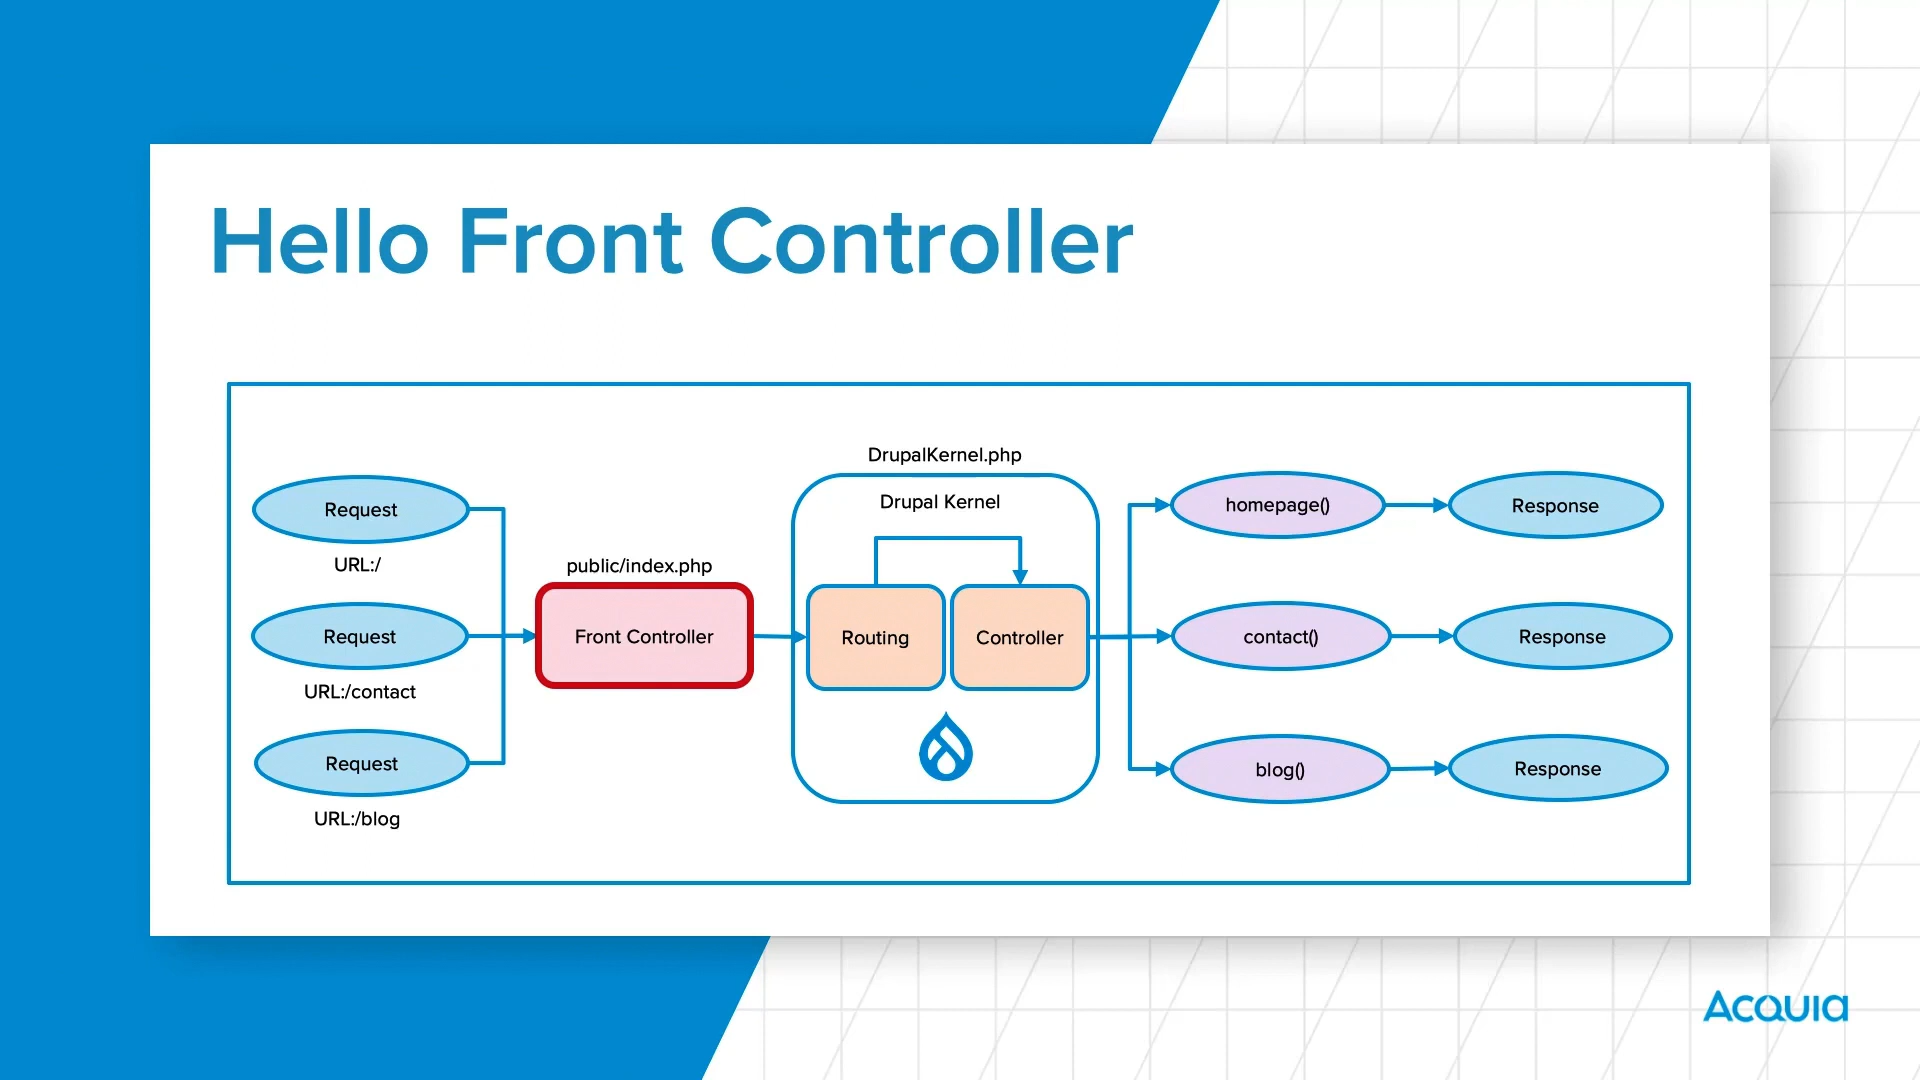 Hello Front Controller
DrupalKernel.php
Drupal Kernel
Request
URL:/
public/index.php
Request
URL:/contact
Front Controller
Routing
Controller
Request
URL:/blog
homepage()
Response
contact()
Response
blog()
Response
Acquia